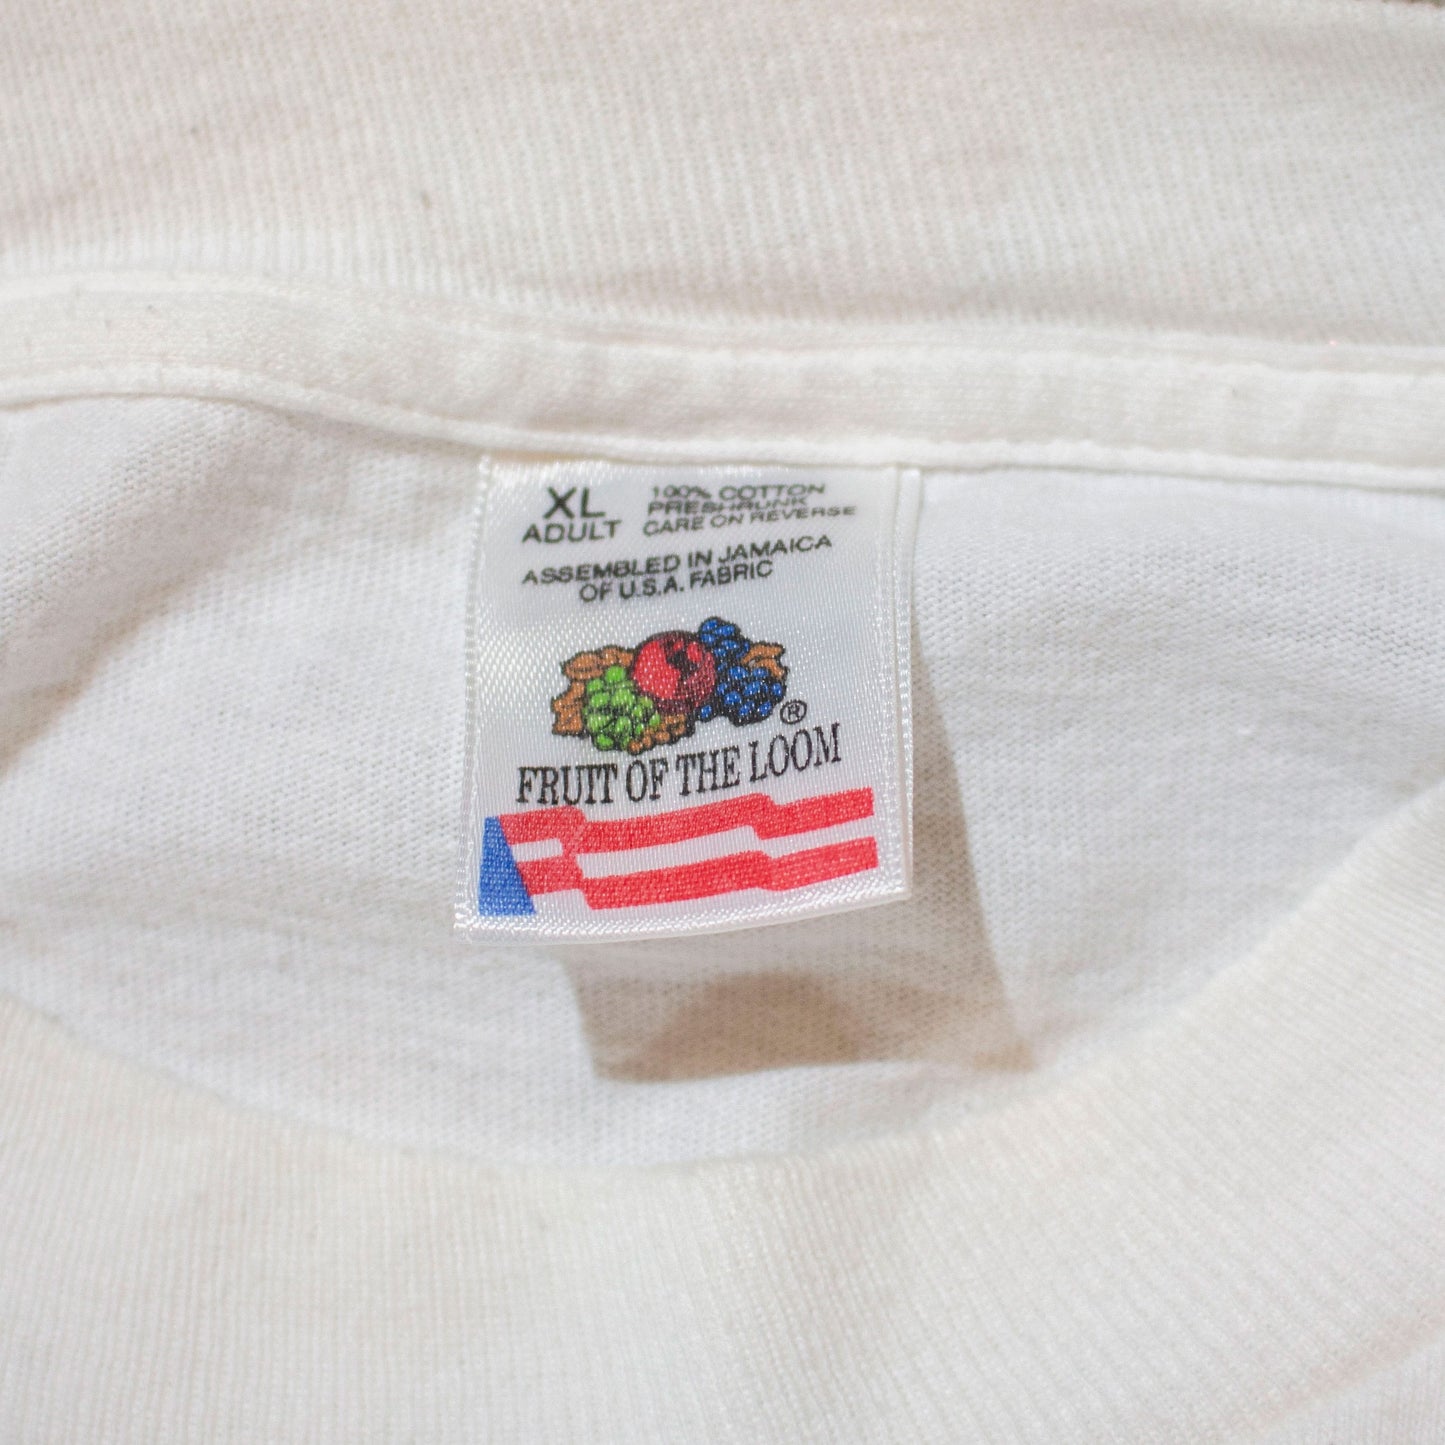 XL
ADULT
100% COTTON
PRESHRUNK
CARE ON REVERSE
ASSEMBLED IN JAMAICA
OF U.S.A. FABRIC
®
FRUIT OF THE LOOM